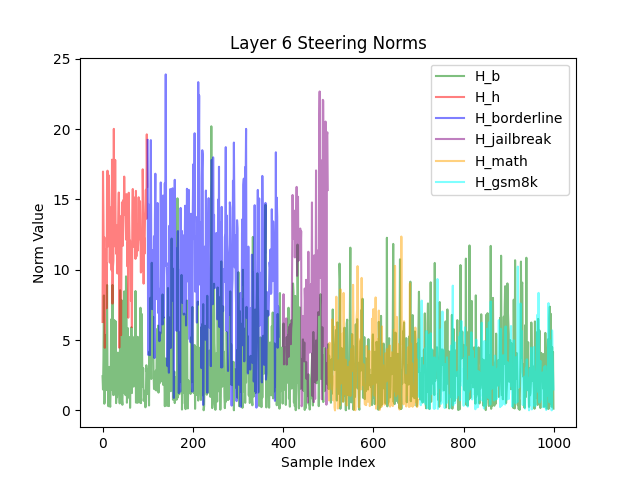 Layer 6 Steering Norms
25
20
15
10
5
0
Norm Value
H_b
H_h
H_borderline
H_jailbreak
H_math
H_gsm8k
0 200 400 600 800 1000
Sample Index